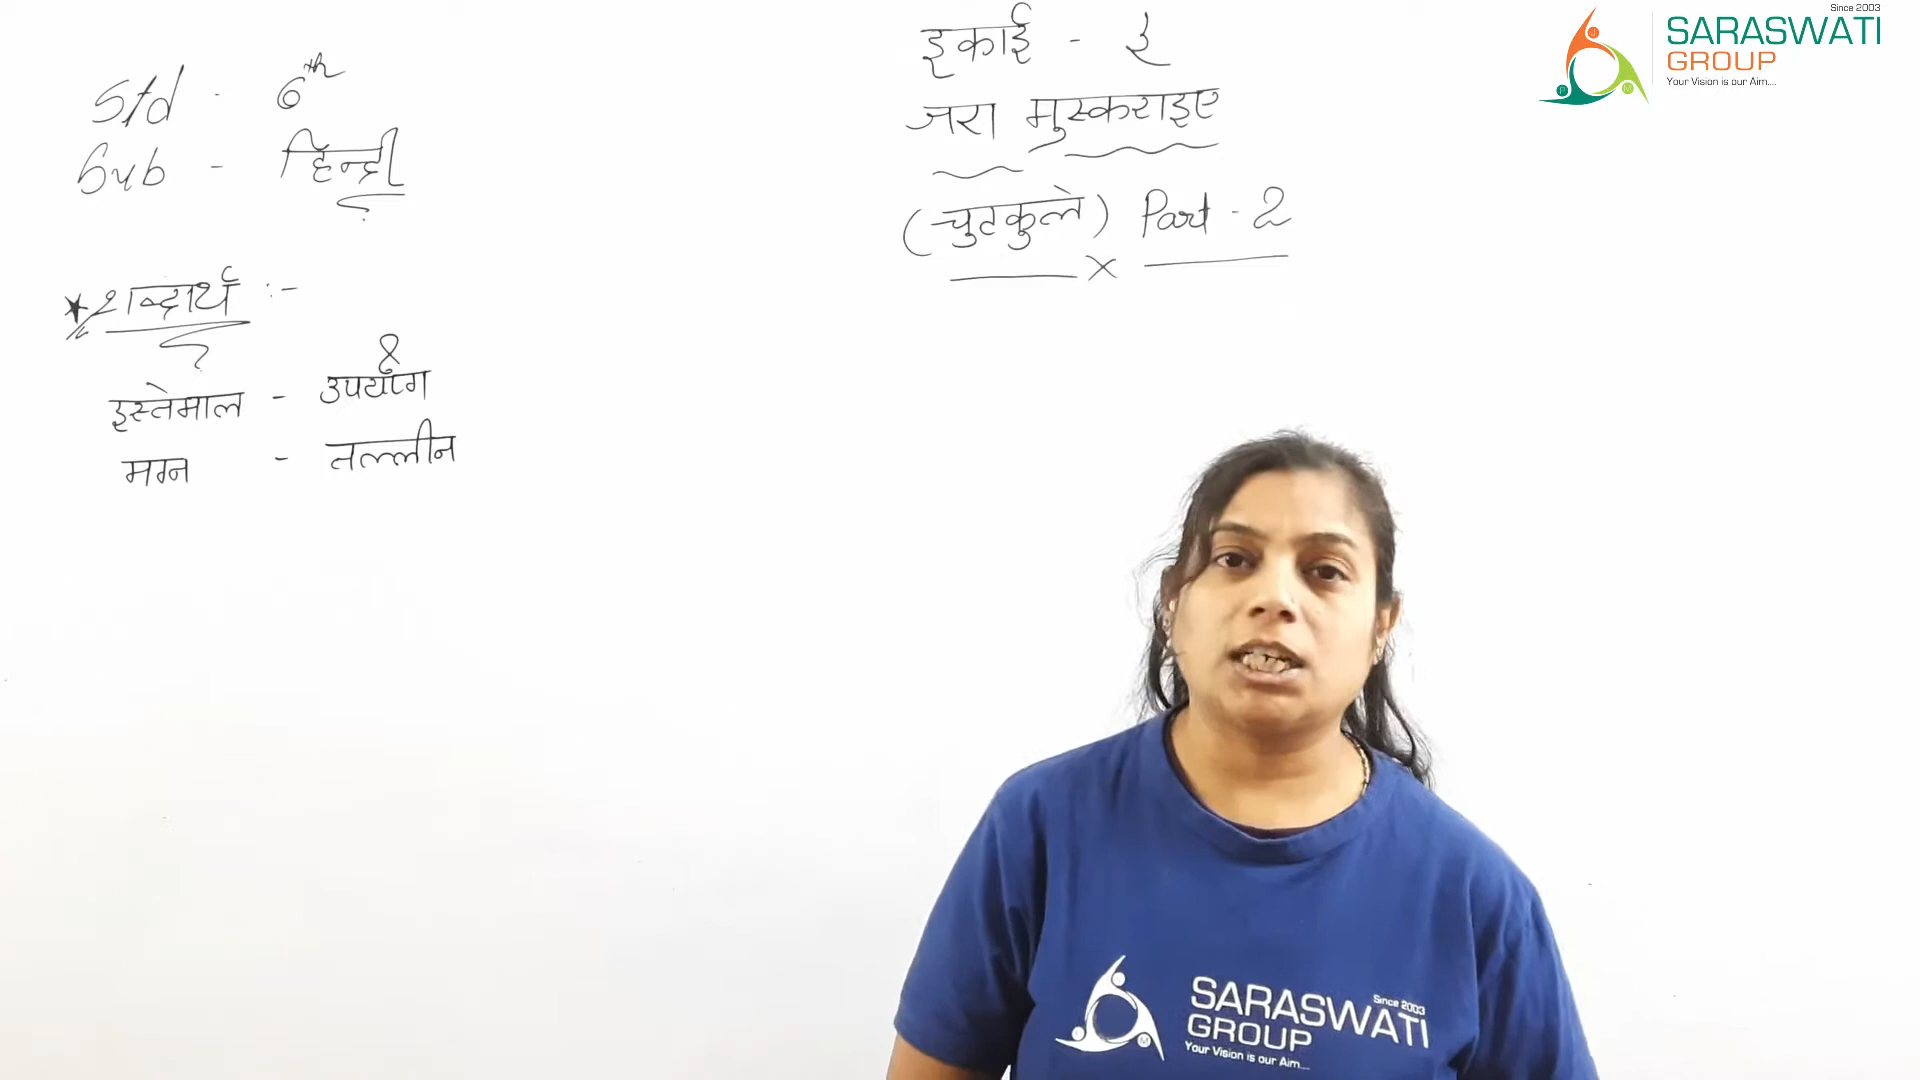 Std - 6th
Sub - हिन्दी
इकाई - ३
जरा मुस्कराइए
(चुटकुले) Part - 2
शब्दार्थ :-
इस्तेमाल - उपयोग
मग्न - तल्लीन
Since 2003
SARASWATI
GROUP
Your Vision is our Aim....
Since 2003
SARASWATI
GROUP
Your Vision is our Aim....